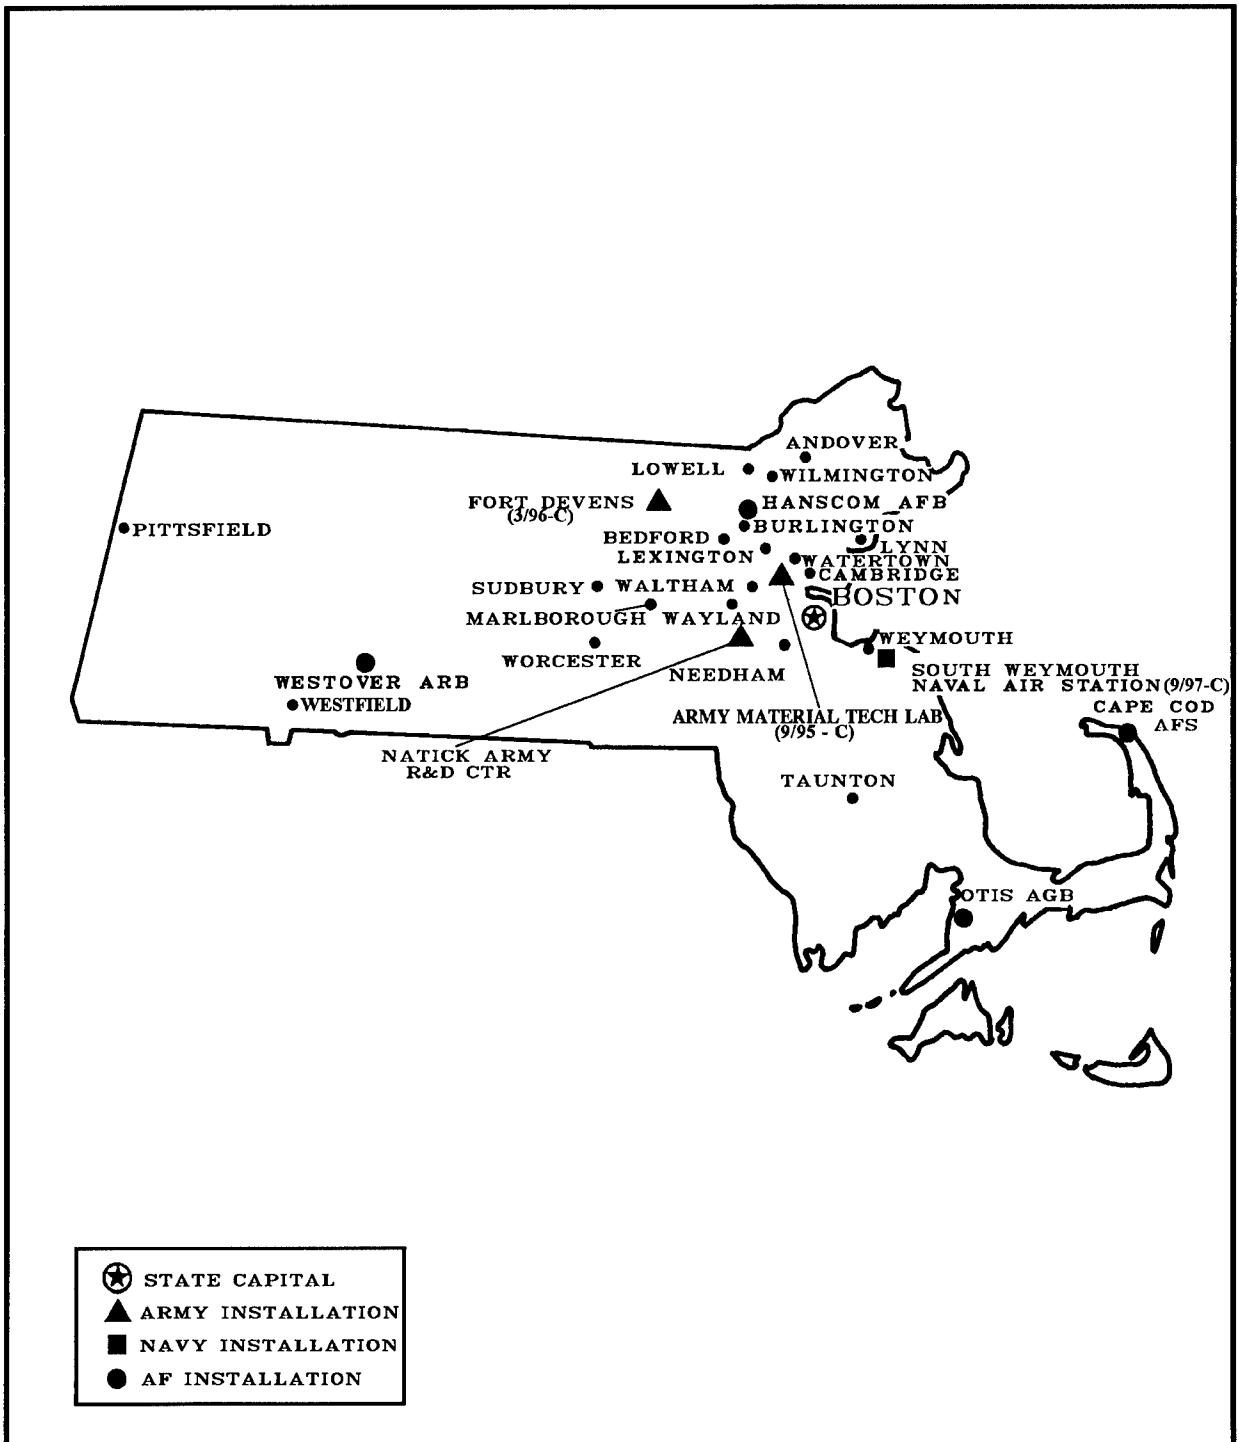 ANDOVER
LOWELL
WILMINGTON
FORT DEVENS
(3/96-C)
HANSCOM AFB
PITTSFIELD
BURLINGTON
BEDFORD
LYNN
LEXINGTON
WATERTOWN
CAMBRIDGE
SUDBURY
WALTHAM
BOSTON
MARLBOROUGH
WAYLAND
WEYMOUTH
WORCESTER
NEEDHAM
SOUTH WEYMOUTH
NAVAL AIR STATION (9/97-C)
WESTOVER ARB
WESTFIELD
CAPE COD
AFS
ARMY MATERIAL TECH LAB
(9/95 - C)
NATICK ARMY
R&D CTR
TAUNTON
OTIS AGB
STATE CAPITAL
ARMY INSTALLATION
NAVY INSTALLATION
AF INSTALLATION